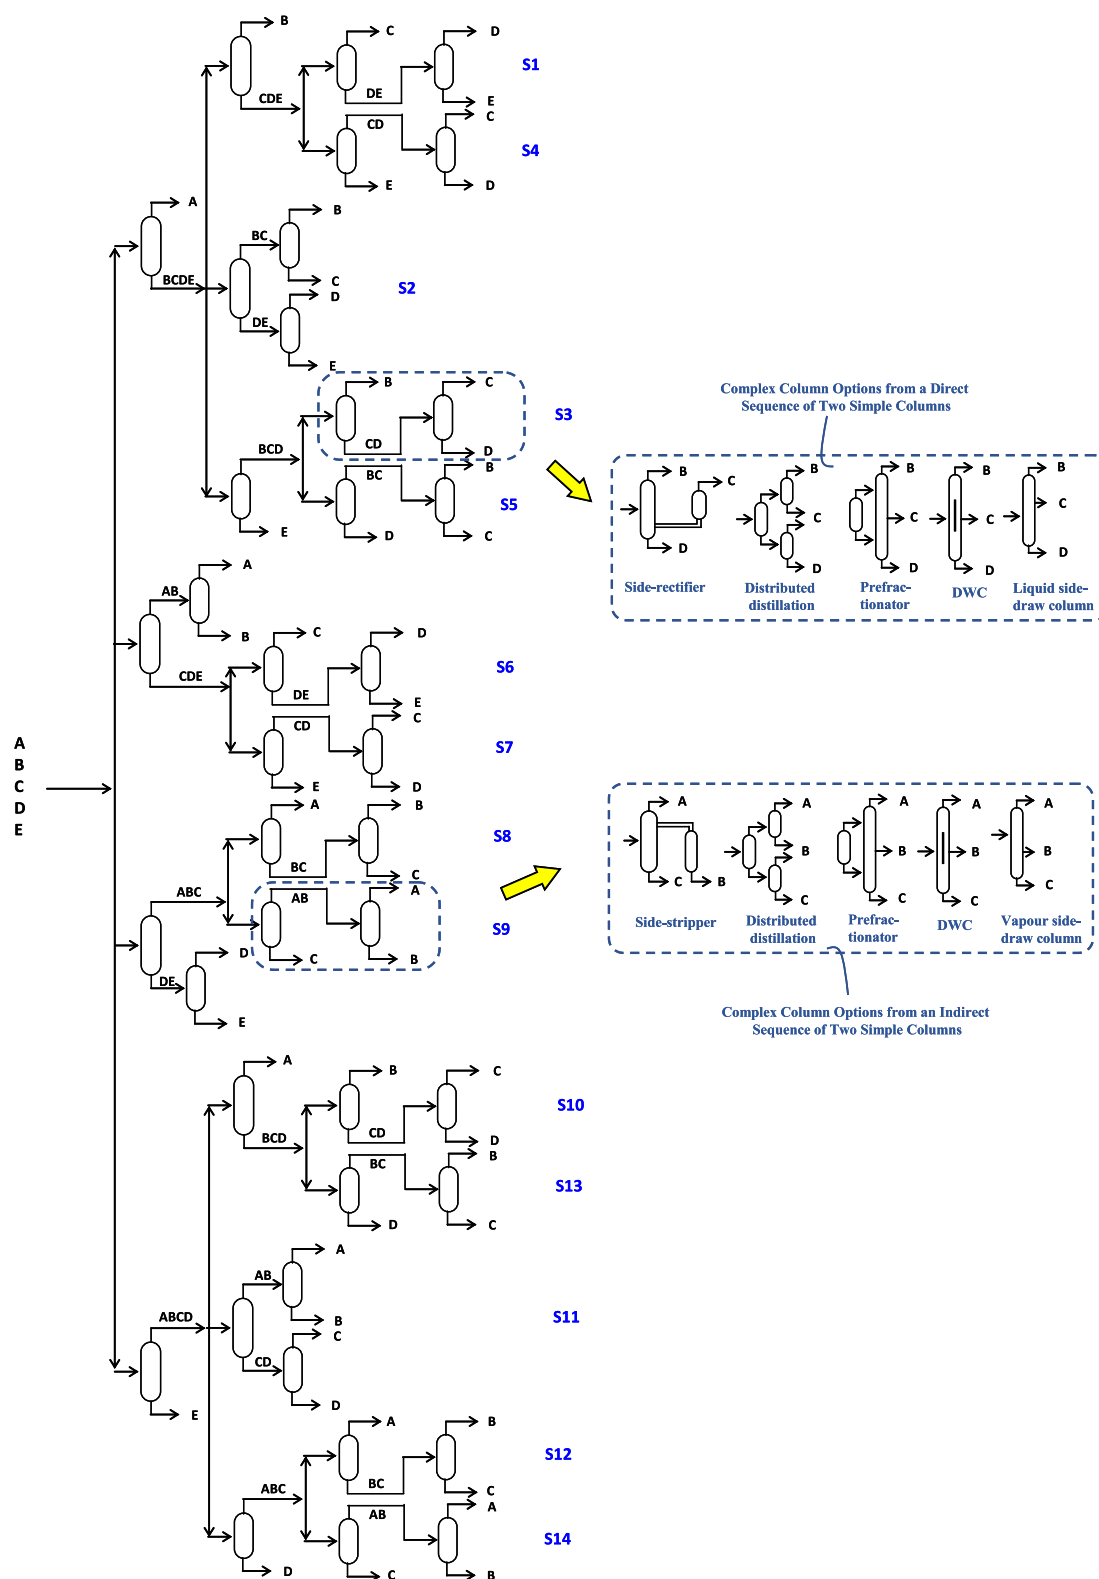 B
C
D
S1
CDE
DE
E
C
CD
S4
E
D
A
B
BC
BCDE
C
S2
D
DE
E
B
C
S3
BCD
CD
D
B
BC
S5
E
D
C
Complex Column Options from a Direct
Sequence of Two Simple Columns
B
C
D
Side-rectifier
B
C
D
Distributed
distillation
B
C
D
Prefrac-
tionator
B
C
D
DWC
B
C
D
Liquid side-
draw column
A
AB
B
C
D
S6
CDE
DE
E
C
CD
S7
E
D
A
B
C
D
E
A
B
S8
ABC
BC
C
A
AB
S9
D
C
B
DE
E
A
C
B
Side-stripper
A
B
C
Distributed
distillation
A
B
C
Prefrac-
tionator
A
B
C
DWC
A
B
C
Vapour side-
draw column
Complex Column Options from an Indirect
Sequence of Two Simple Columns
A
B
C
S10
BCD
CD
D
B
BC
S13
D
C
A
AB
S11
ABCD
B
C
CD
D
E
A
B
S12
ABC
BC
C
A
AB
S14
D
C
B